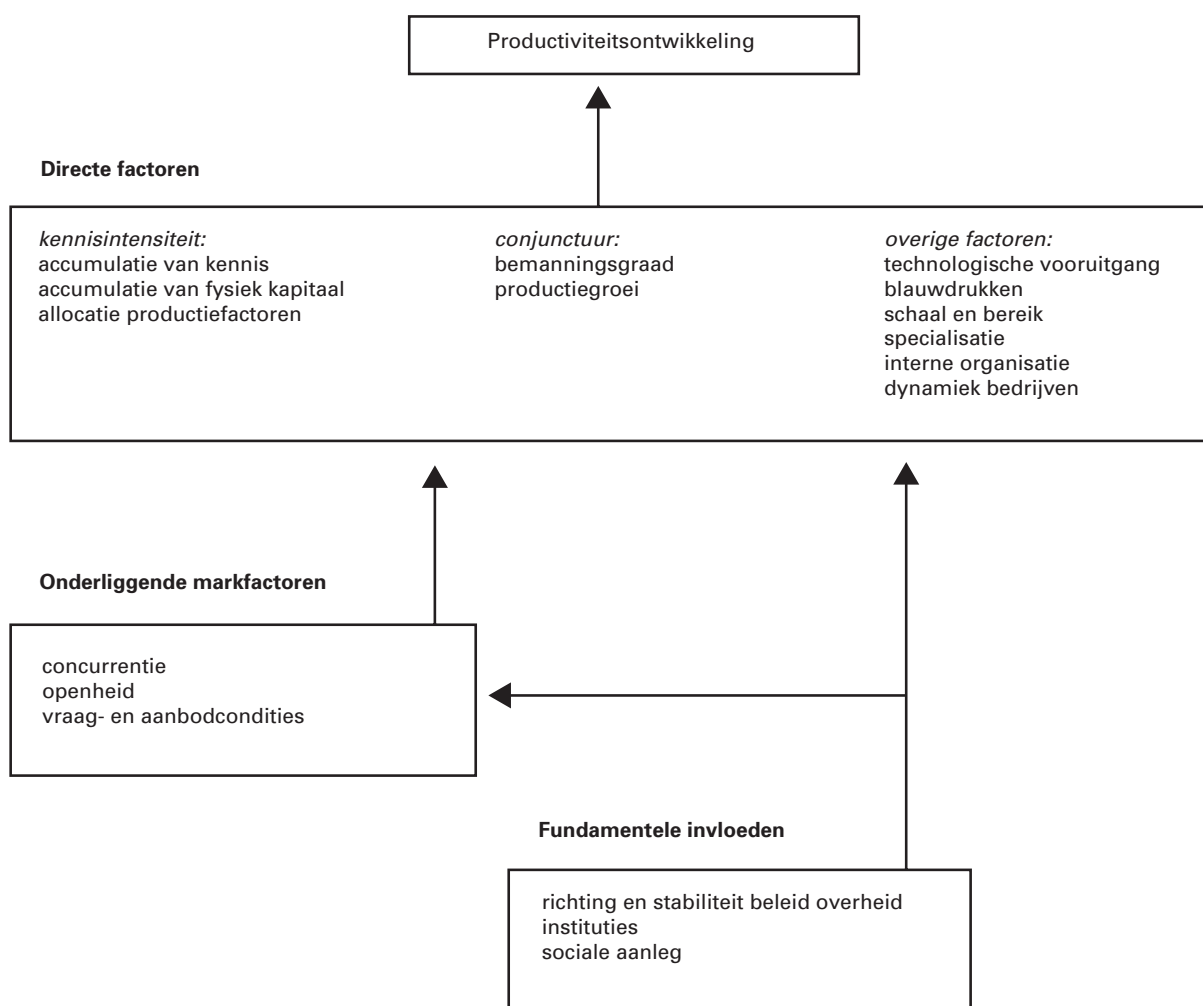 Productiviteitsontwikkeling
Directe factoren
kennisintensiteit:
accumulatie van kennis
accumulatie van fysiek kapitaal
allocatie productiefactoren
conjunctuur:
bemanningsgraad
productiegroei
overige factoren:
technologische vooruitgang
blauwdrukken
schaal en bereik
specialisatie
interne organisatie
dynamiek bedrijven
Onderliggende markfactoren
concurrentie
openheid
vraag- en aanbodcondities
Fundamentele invloeden
richting en stabiliteit beleid overheid
instituties
sociale aanleg